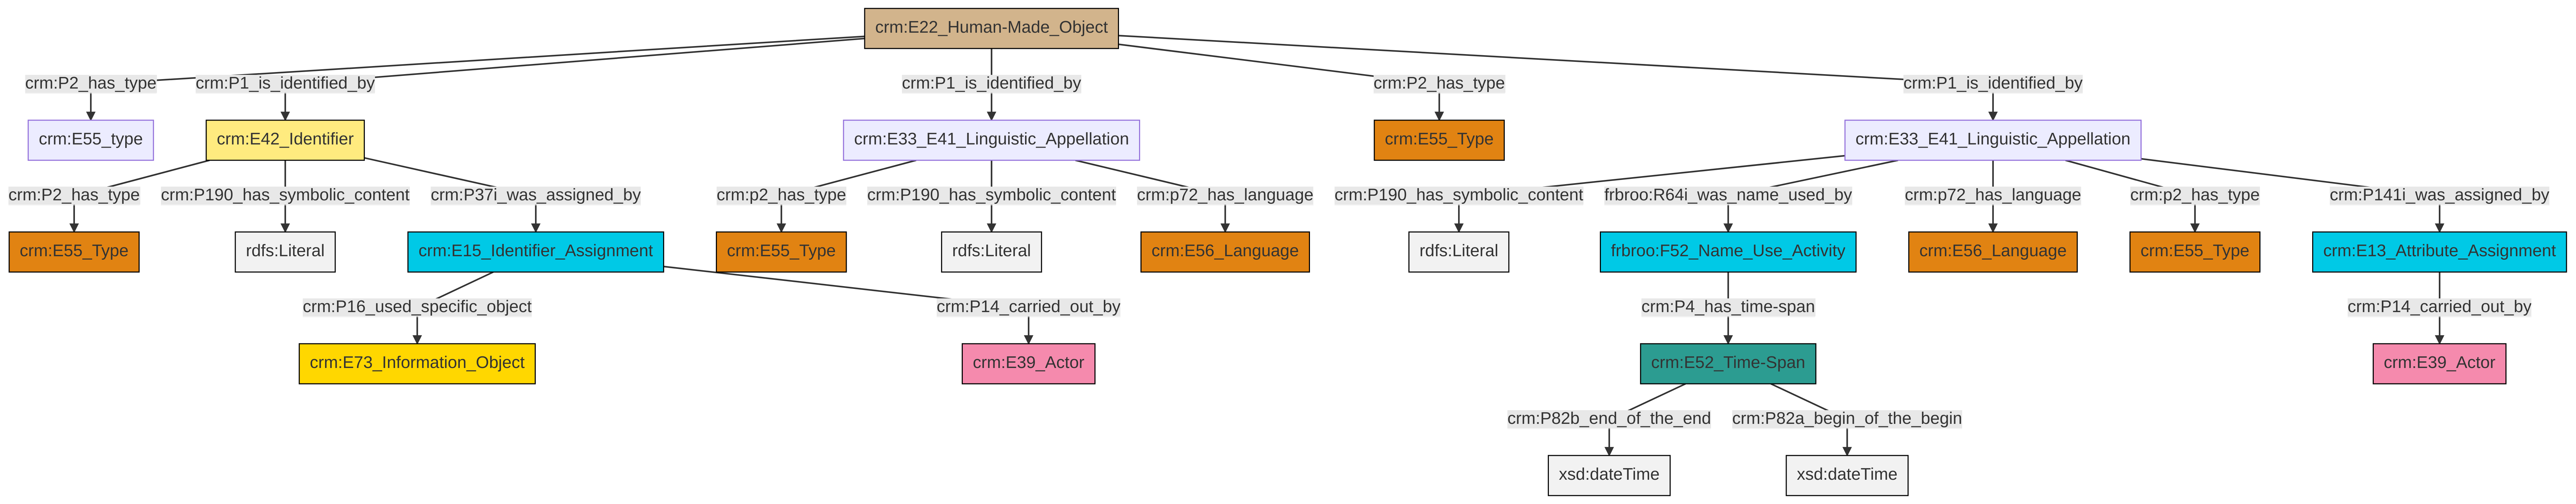 crm:E22_Human-Made_Object
crm:P2_has_type
crm:P1_is_identified_by
crm:P1_is_identified_by
crm:P2_has_type
crm:P1_is_identified_by
crm:E55_type
crm:E42_Identifier
crm:E33_E41_Linguistic_Appellation
crm:E55_Type
crm:E33_E41_Linguistic_Appellation
crm:P2_has_type
crm:P190_has_symbolic_content
crm:P37i_was_assigned_by
crm:p2_has_type
crm:P190_has_symbolic_content
crm:p72_has_language
crm:P190_has_symbolic_content
frbroo:R64i_was_name_used_by
crm:p72_has_language
crm:p2_has_type
crm:P141i_was_assigned_by
crm:E55_Type
rdfs:Literal
crm:E15_Identifier_Assignment
crm:E55_Type
rdfs:Literal
crm:E56_Language
rdfs:Literal
frbroo:F52_Name_Use_Activity
crm:E56_Language
crm:E55_Type
crm:E13_Attribute_Assignment
crm:P16_used_specific_object
crm:P14_carried_out_by
crm:P4_has_time-span
crm:P14_carried_out_by
crm:E73_Information_Object
crm:E39_Actor
crm:E52_Time-Span
crm:E39_Actor
crm:P82b_end_of_the_end
crm:P82a_begin_of_the_begin
xsd:dateTime
xsd:dateTime